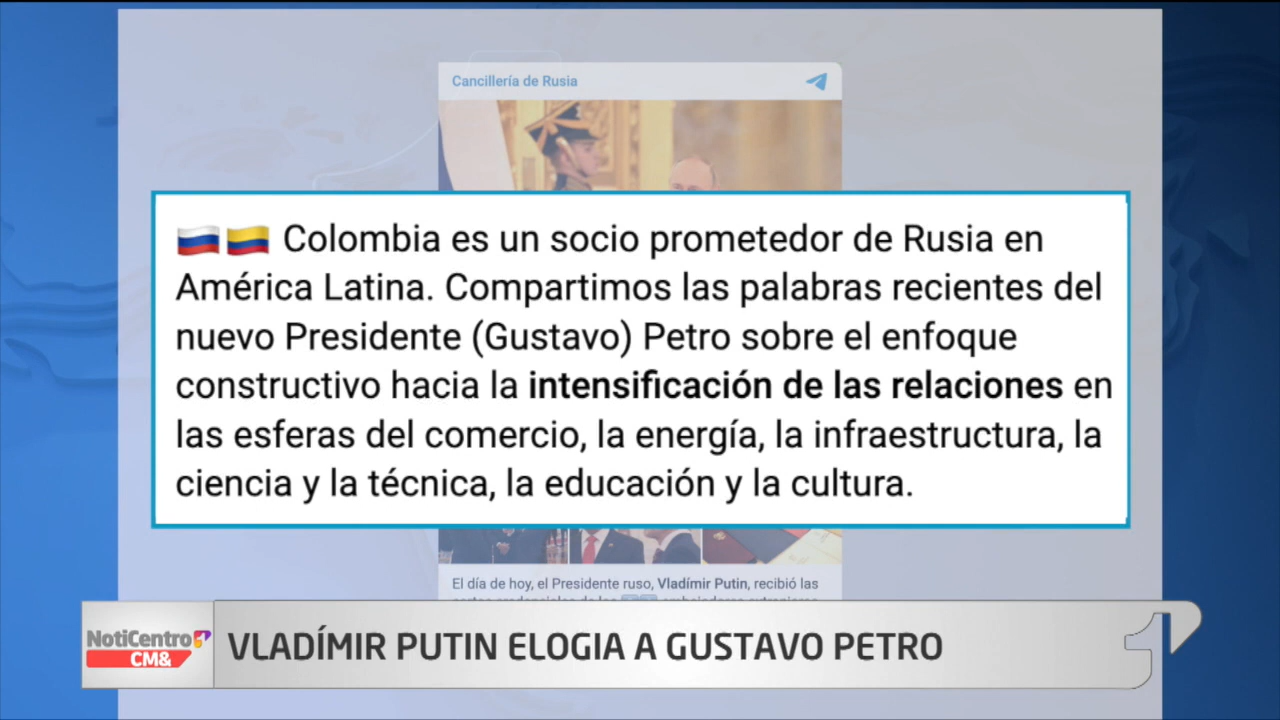 Cancillería de Rusia
🇷🇺🇨🇴 Colombia es un socio prometedor de Rusia en
América Latina. Compartimos las palabras recientes del
nuevo Presidente (Gustavo) Petro sobre el enfoque
constructivo hacia la intensificación de las relaciones en
las esferas del comercio, la energía, la infraestructura, la
ciencia y la técnica, la educación y la cultura.
El día de hoy, el Presidente ruso, Vladímir Putin, recibió las
NotiCentro 1
CM&
VLADÍMIR PUTIN ELOGIA A GUSTAVO PETRO
1